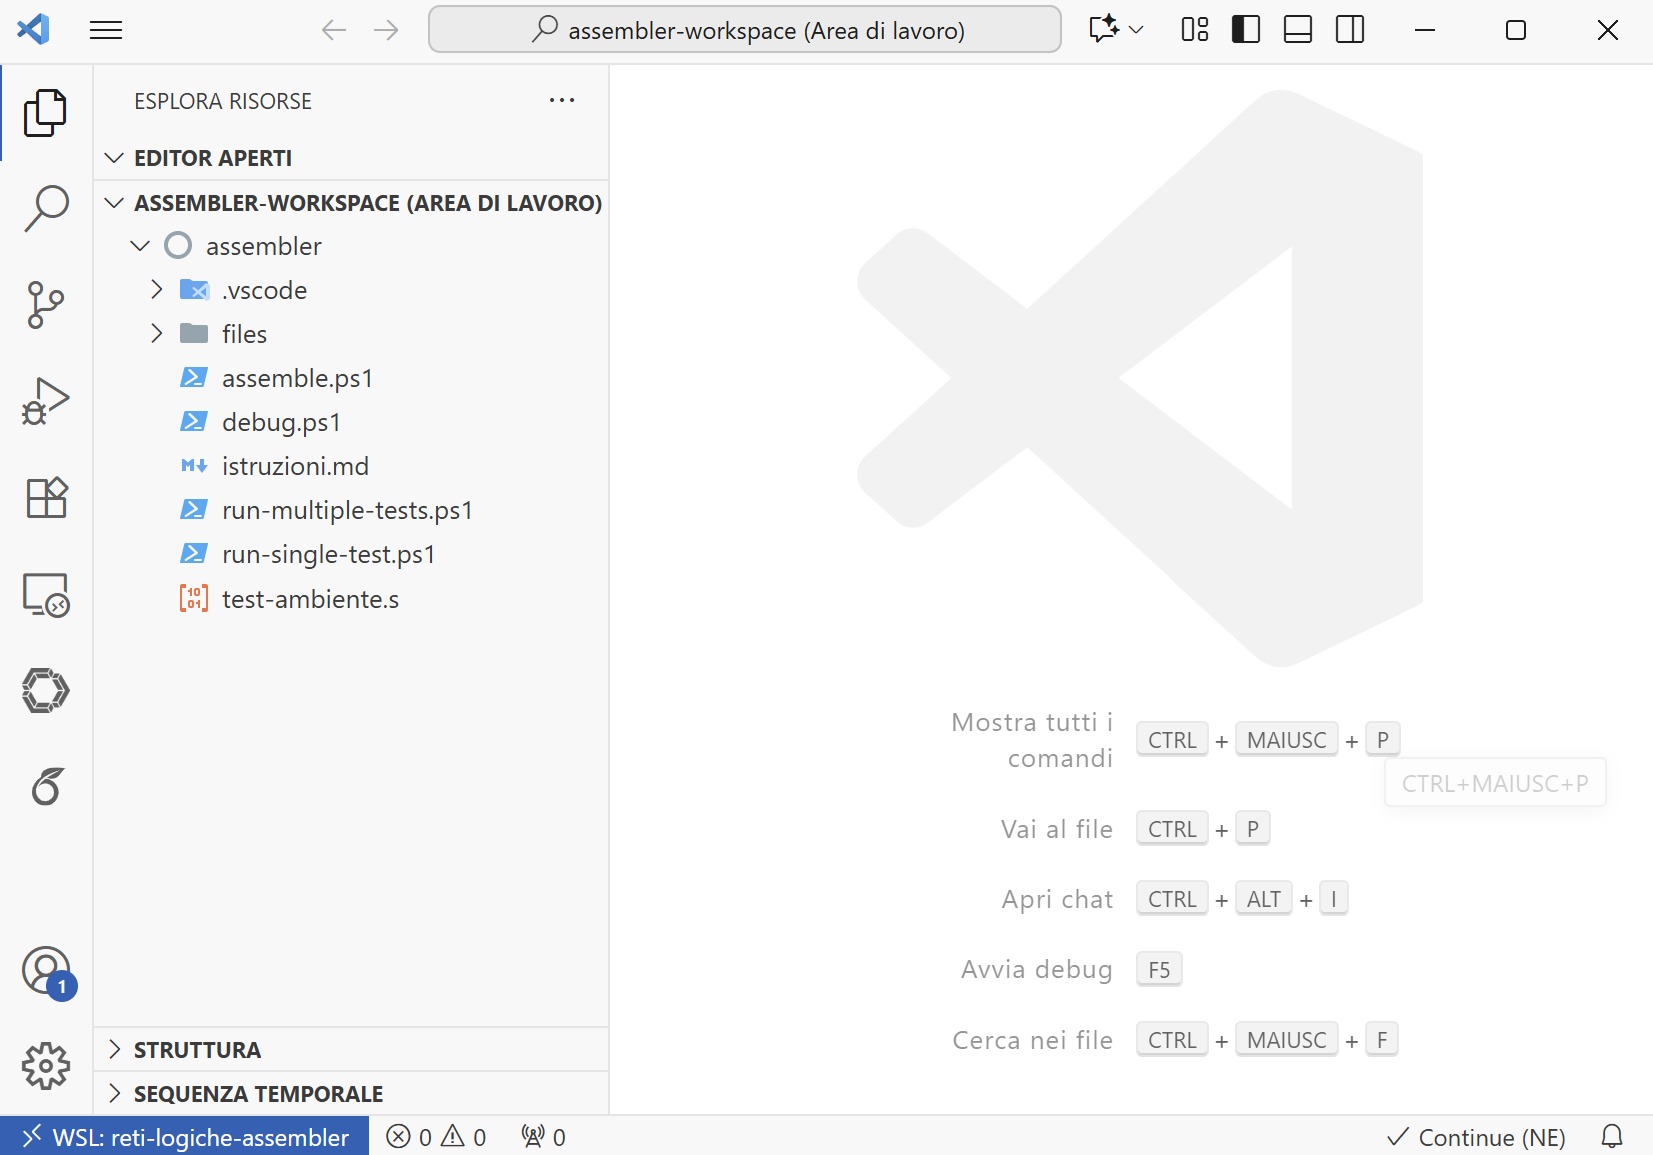 assembler-workspace (Area di lavoro)
ESPLORA RISORSE
EDITOR APERTI
ASSEMBLER-WORKSPACE (AREA DI LAVORO)
assembler
.vscode
files
assemble.ps1
debug.ps1
istruzioni.md
run-multiple-tests.ps1
run-single-test.ps1
test-ambiente.s
STRUTTURA
SEQUENZA TEMPORALE
1
Mostra tutti i
comandi
CTRL + MAIUSC + P
CTRL+MAIUSC+P
Vai al file CTRL + P
Apri chat CTRL + ALT + I
Avvia debug F5
Cerca nei file CTRL + MAIUSC + F
WSL: reti-logiche-assembler 0 0 0 Continue (NE)